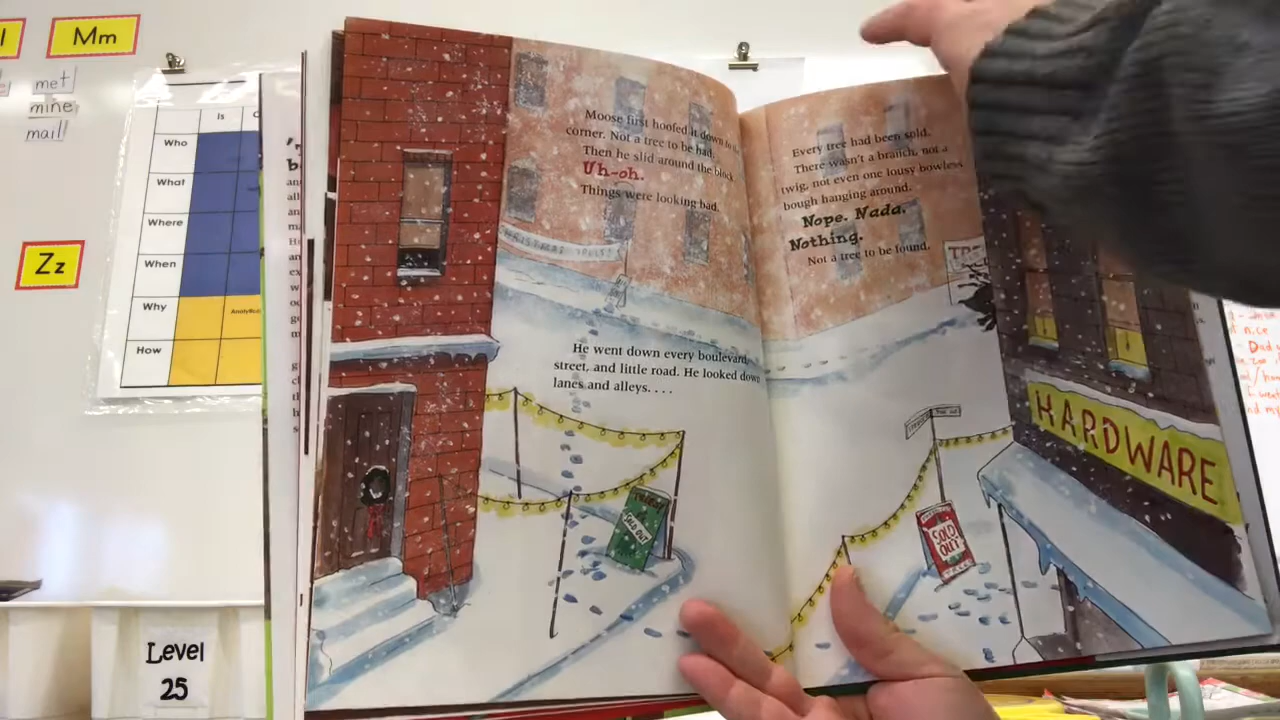 Mm
met
mine
mail
Zz
Is
Who
What
Where
When
Why
How
Level
25
Moose first hoofed it down to
corner. Not a tree to be had.
Then he slid around the block.
Uh-oh.
Things were looking bad.
He went down every boulevard,
street, and little road. He looked down
lanes and alleys. . . .
SOLD OUT
Every tree had been sold.
There wasn't a branch, not a
twig, not even one lousy bowless
bough hanging around.
Nope. Nada.
Nothing.
Not a tree to be found.
HARDWARE
SOLD
OUT
TREES